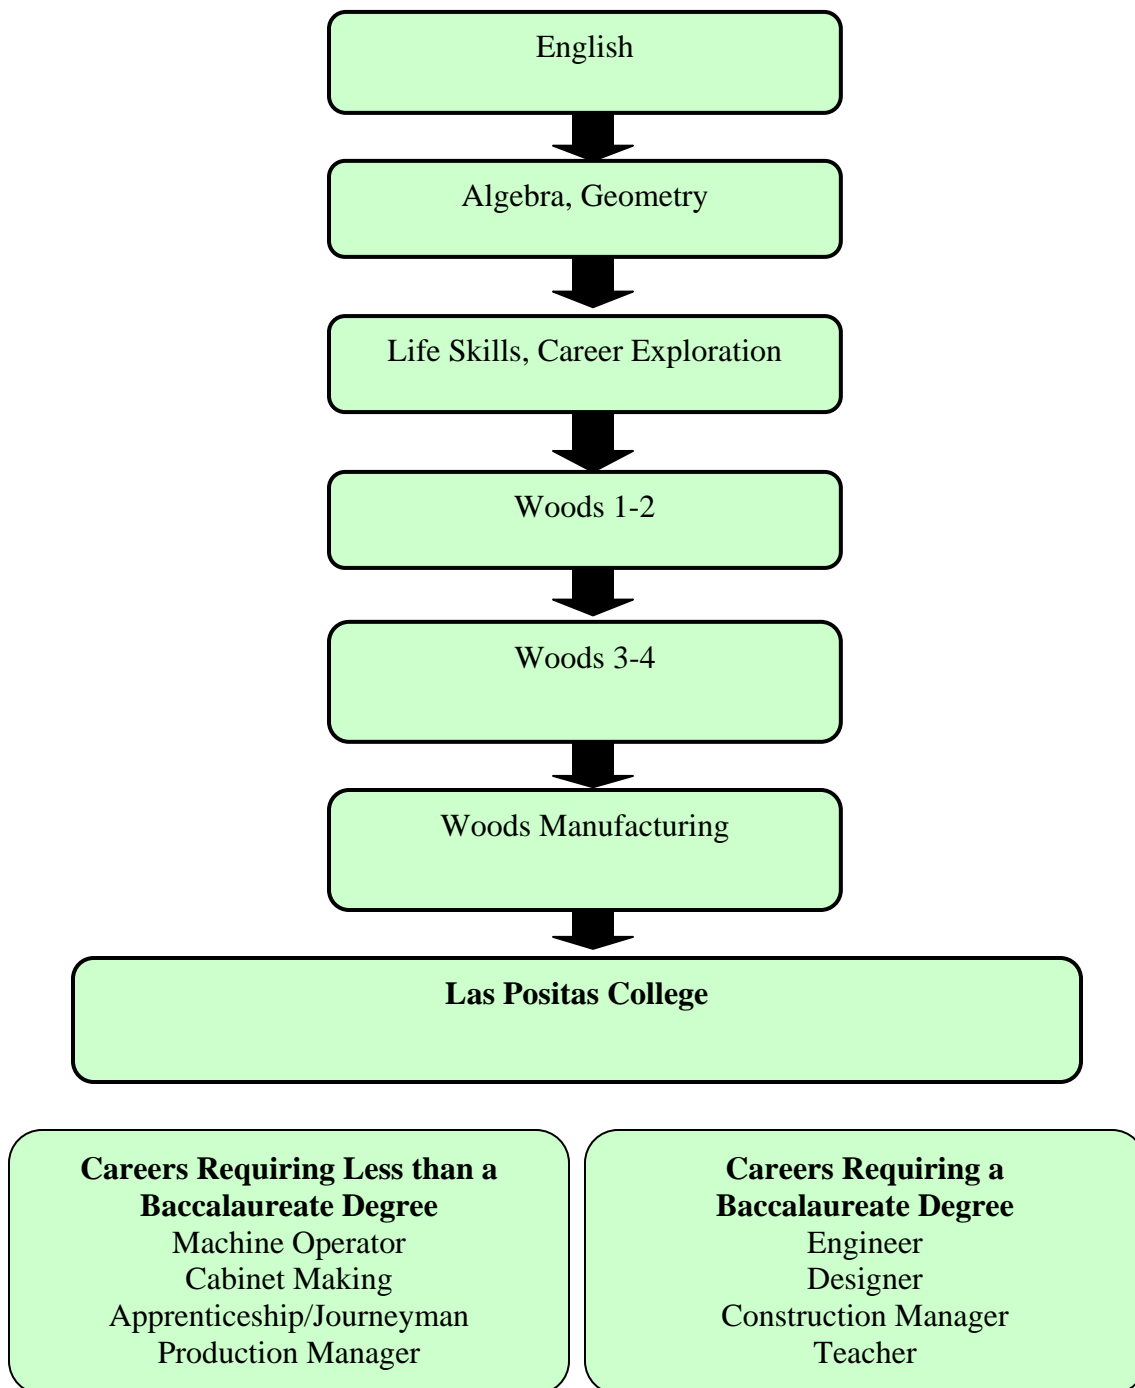 English
Algebra, Geometry
Life Skills, Career Exploration
Woods 1-2
Woods 3-4
Woods Manufacturing
Las Positas College
Careers Requiring Less than a
Baccalaureate Degree
Machine Operator
Cabinet Making
Apprenticeship/Journeyman
Production Manager
Careers Requiring a
Baccalaureate Degree
Engineer
Designer
Construction Manager
Teacher